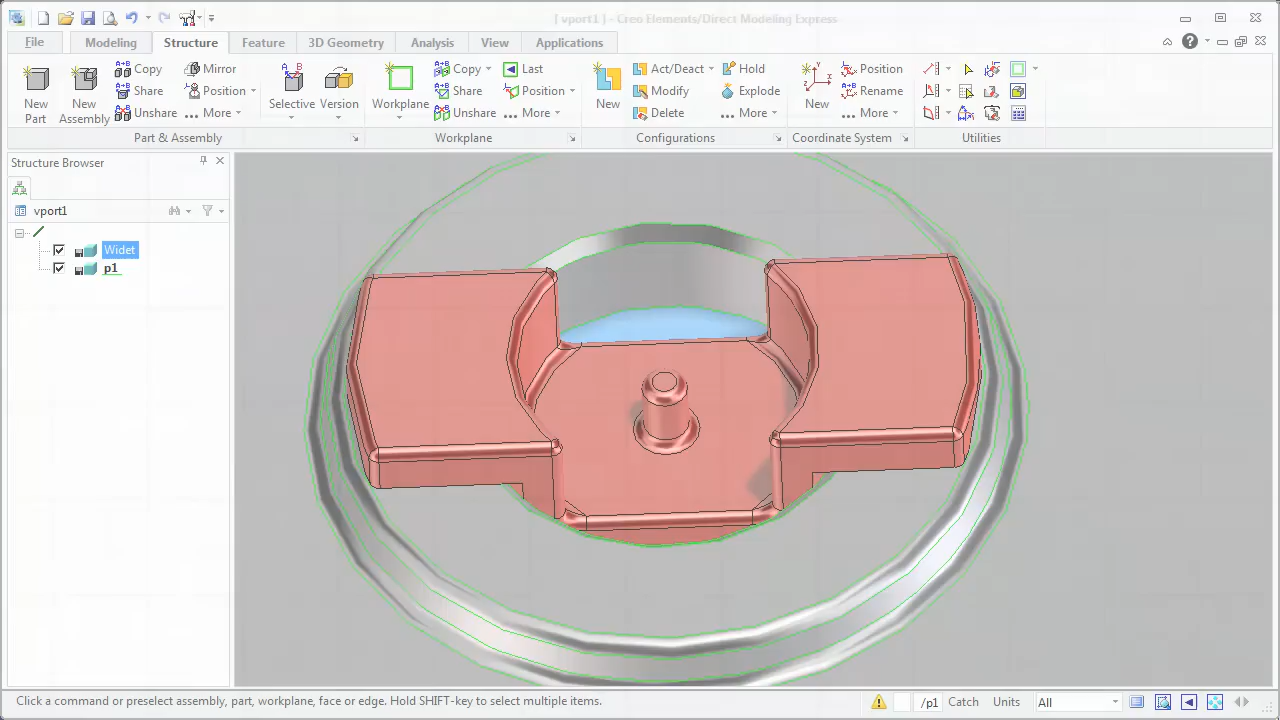 [ vport1 ] - Creo Elements/Direct Modeling Express
File Modeling Structure Feature 3D Geometry Analysis View Applications
Copy Mirror Copy Last Act/Deact Hold Position
Share Position Share Position Modify Explode Rename
New Part New Assembly Selective Version Workplane New New
Unshare ... More Unshare ... More Delete ... More ... More
Part & Assembly Workplane Configurations Coordinate System Utilities
Structure Browser
vport1
Widet
p1
Click a command or preselect assembly, part, workplane, face or edge. Hold SHIFT-key to select multiple items. /p1 Catch Units All